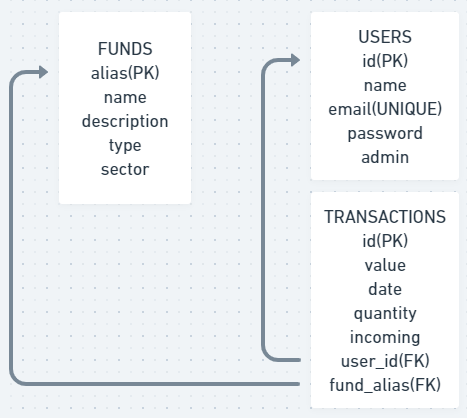 FUNDS
alias(PK)
name
description
type
sector
USERS
id(PK)
name
email(UNIQUE)
password
admin
TRANSACTIONS
id(PK)
value
date
quantity
incoming
user_id(FK)
fund_alias(FK)